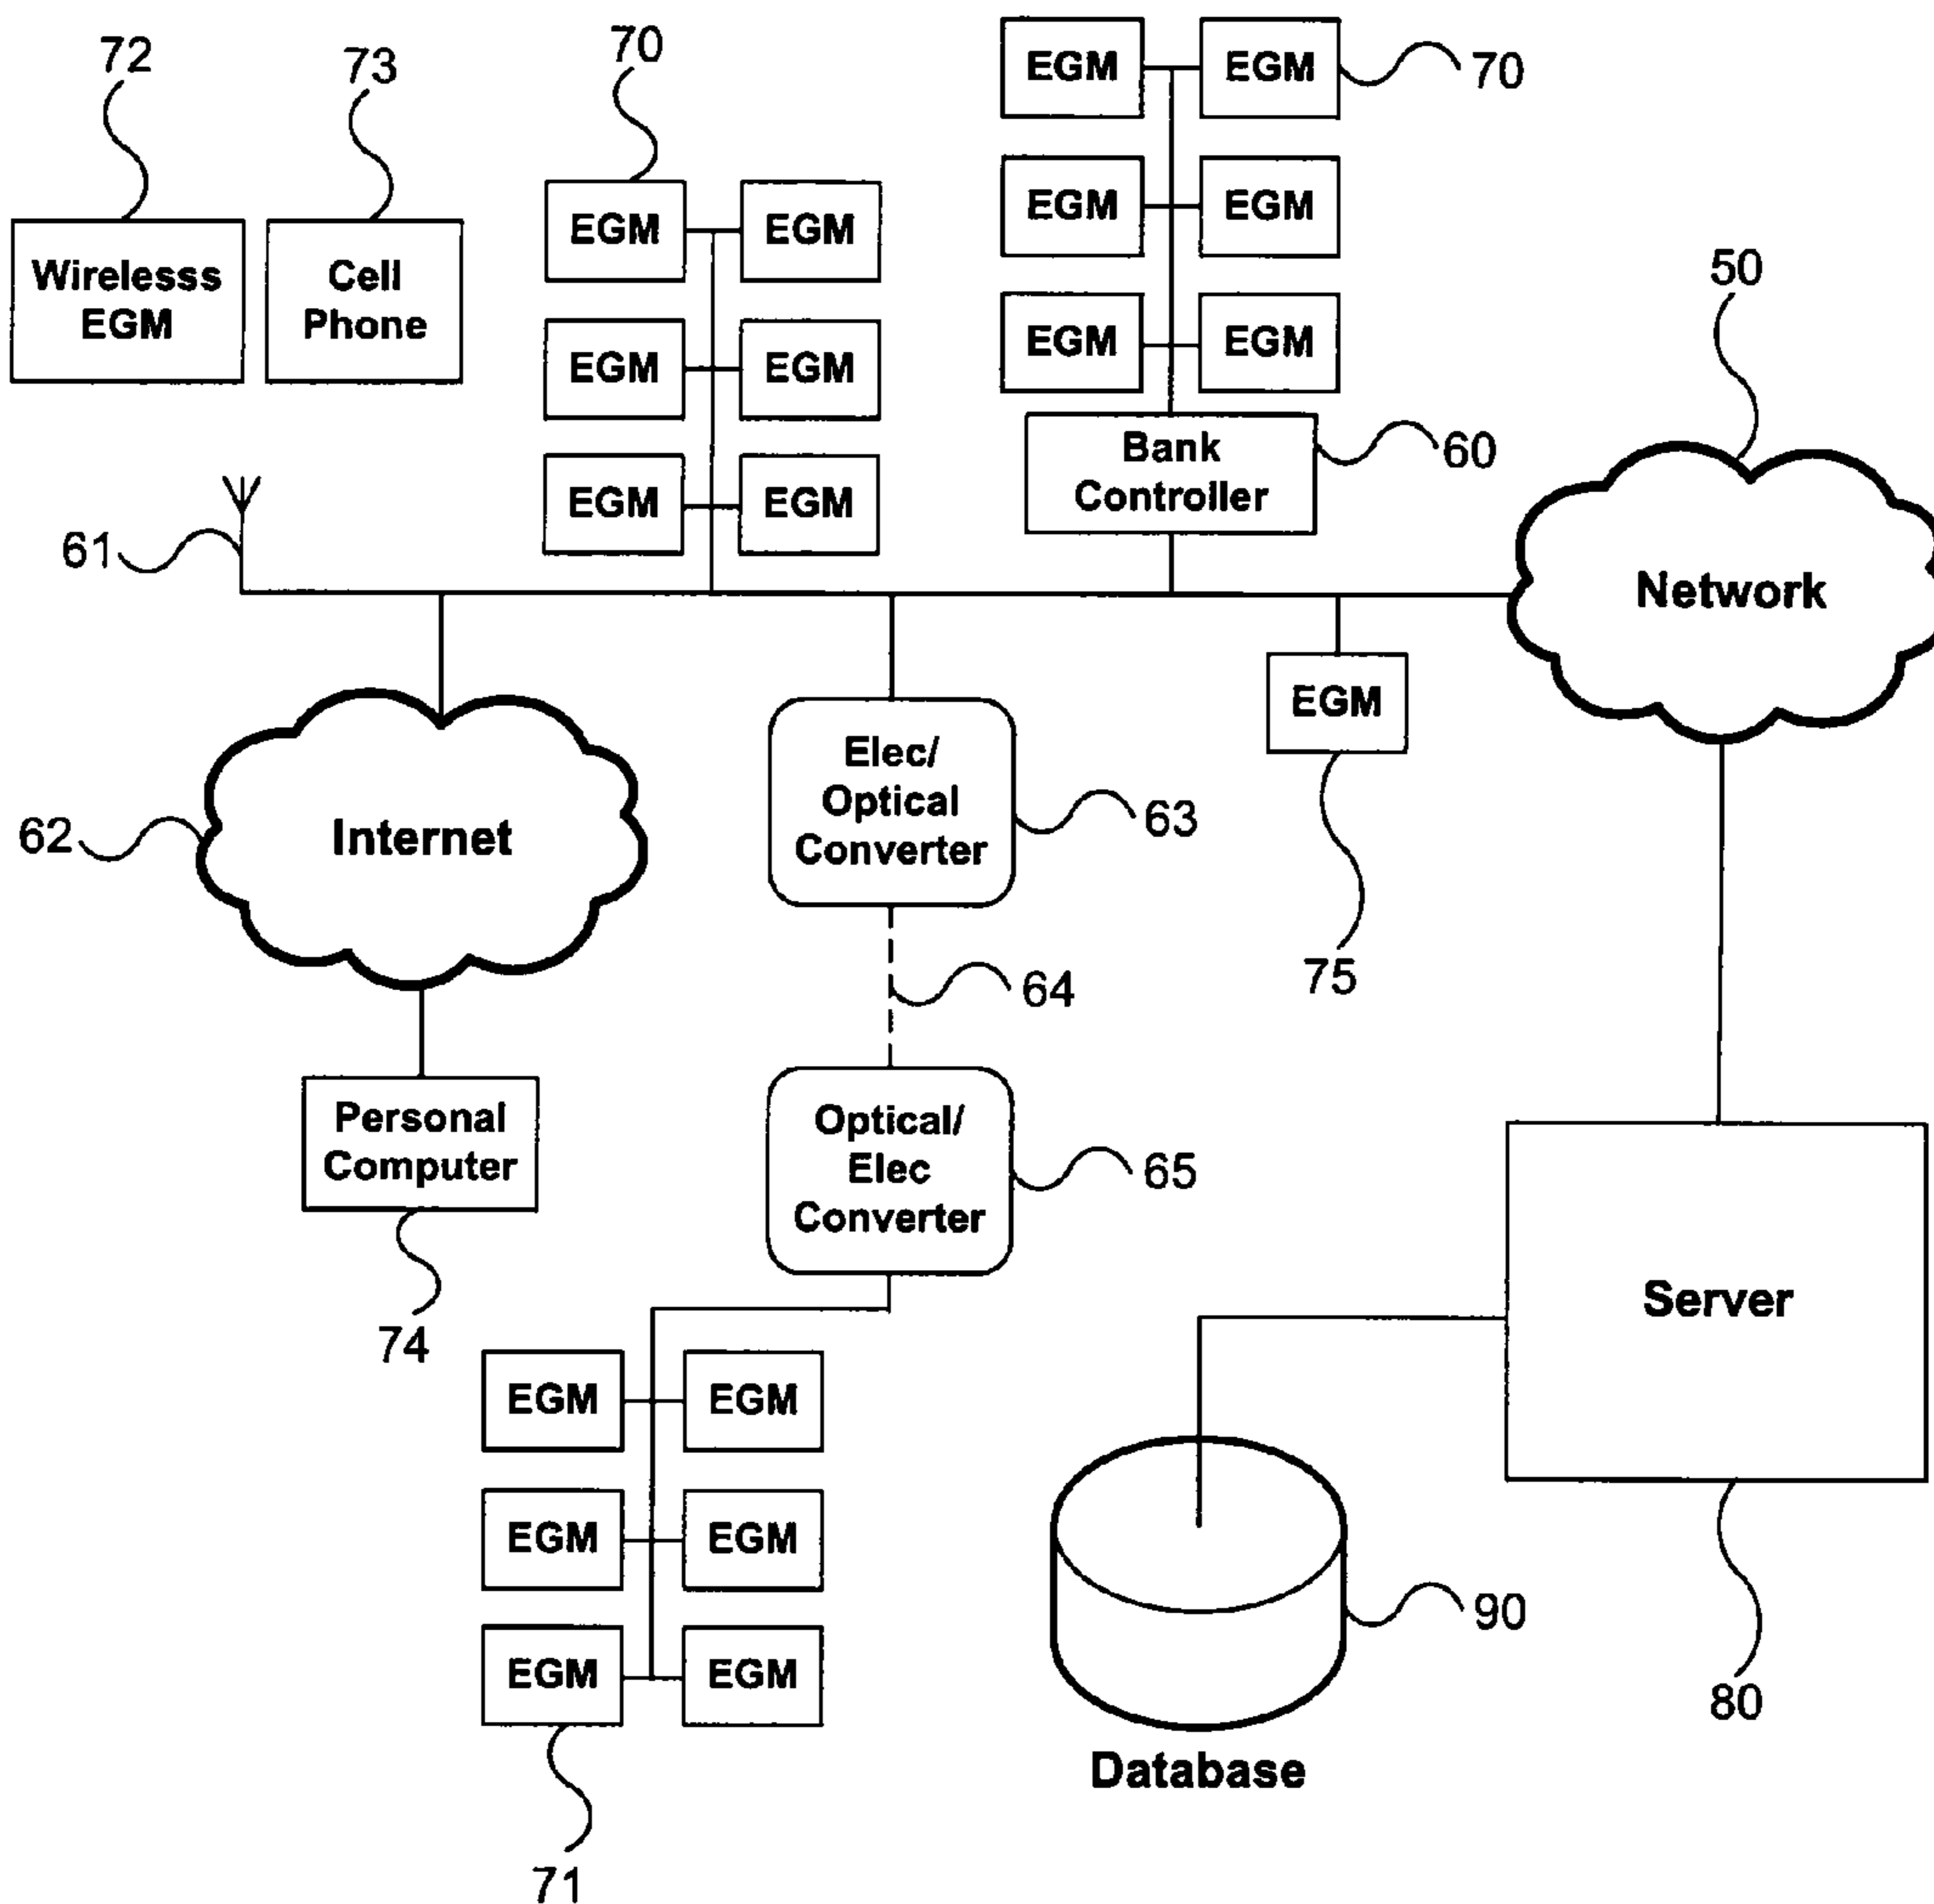 72
73
70
EGM
EGM
70
EGM
EGM
EGM
EGM
Wirelesss
EGM
Cell
Phone
EGM
EGM
EGM
EGM
EGM
EGM
Bank
Controller
60
50
61
Network
Internet
62
Elec/
Optical
Converter
63
EGM
75
64
Personal
Computer
74
Optical/
Elec
Converter
65
Server
80
EGM
EGM
EGM
EGM
EGM
EGM
71
90
Database